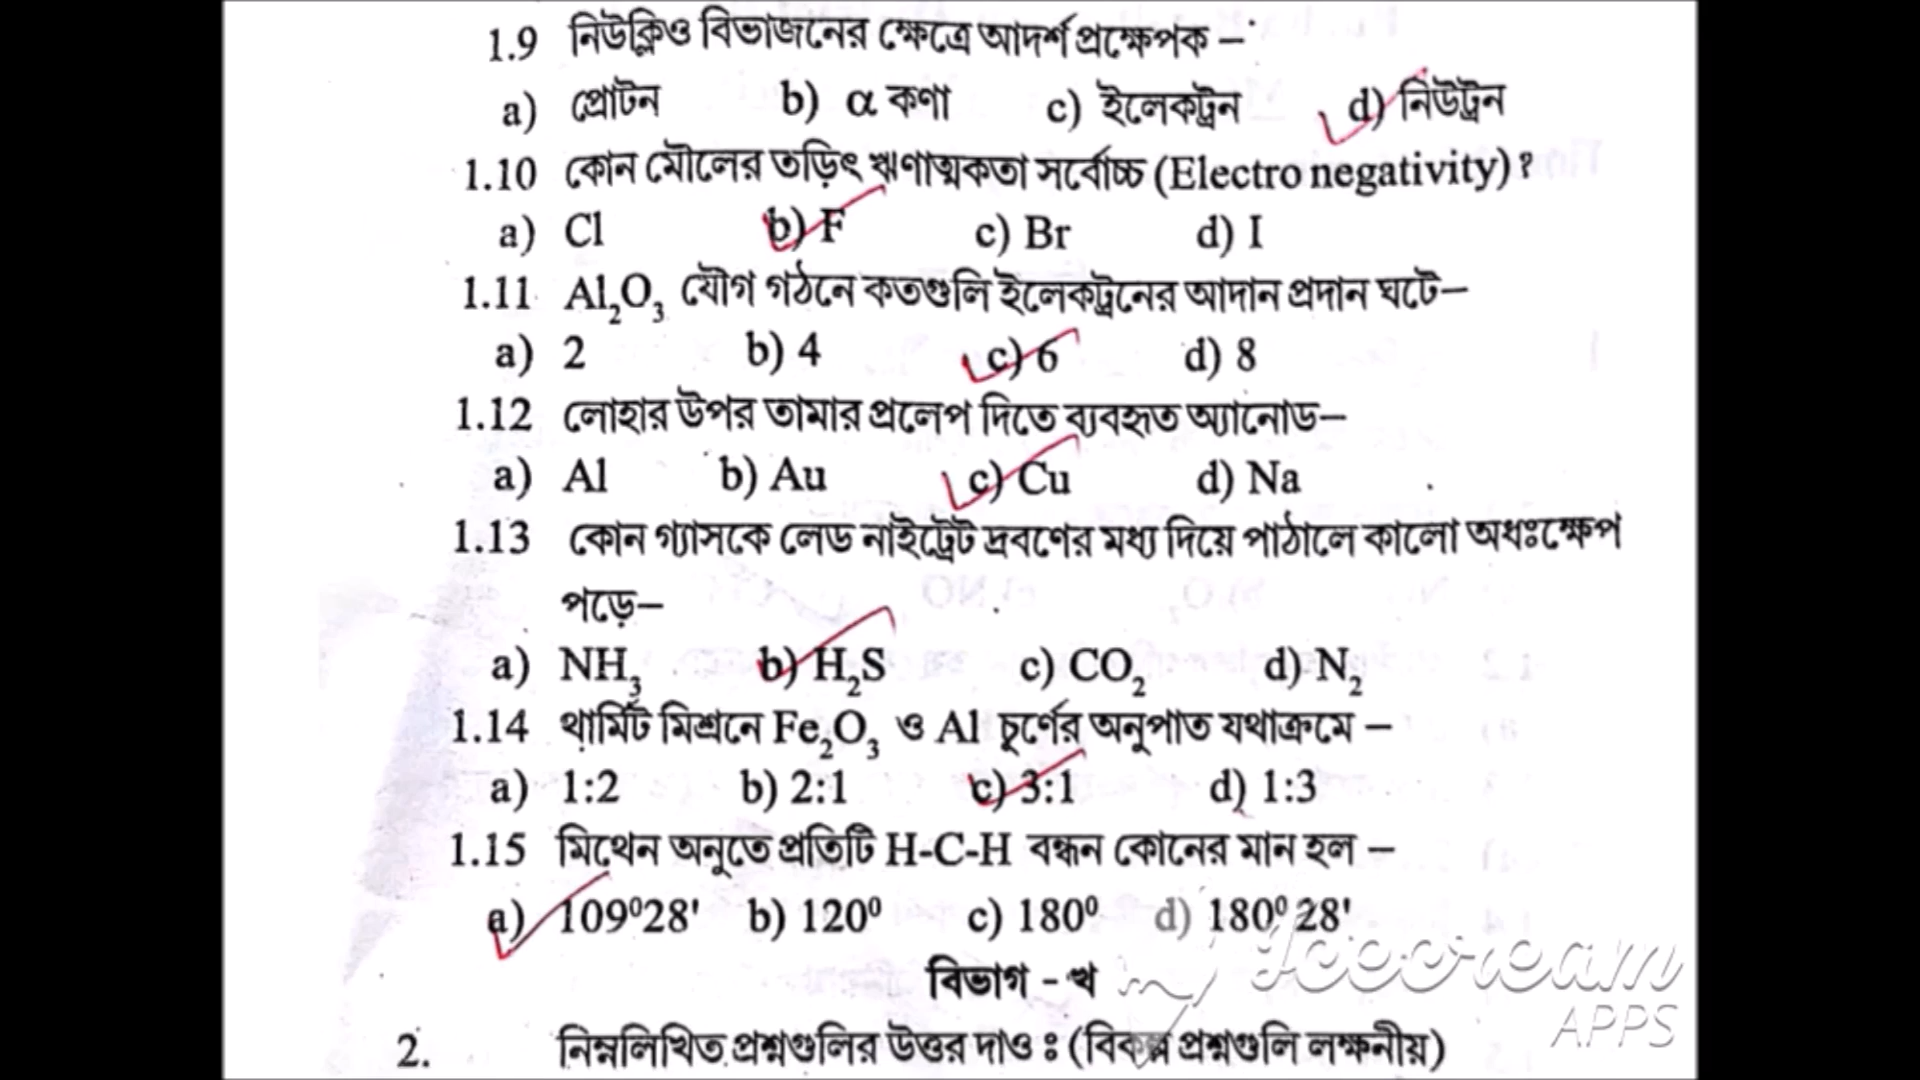 1.9 নিউক্লিও বিভাজনের ক্ষেত্রে আদর্শ প্রক্ষেপক –
a) প্রোটন b) α কণা c) ইলেকট্রন d) নিউট্রন
1.10 কোন মৌলের তড়িৎ ঋণাত্মকতা সর্বোচ্চ (Electro negativity) ?
a) Cl b) F c) Br d) I
1.11 Al₂O₃ যৌগ গঠনে কতগুলি ইলেকট্রনের আদান প্রদান ঘটে–
a) 2 b) 4 c) 6 d) 8
1.12 লোহার উপর তামার প্রলেপ দিতে ব্যবহৃত অ্যানোড–
a) Al b) Au c) Cu d) Na
1.13 কোন গ্যাসকে লেড নাইট্রেট দ্রবণের মধ্য দিয়ে পাঠালে কালো অধঃক্ষেপ
পড়ে–
a) NH₃ b) H₂S c) CO₂ d) N₂
1.14 থার্মিট মিশ্রনে Fe₂O₃ ও Al চূর্ণের অনুপাত যথাক্রমে –
a) 1:2 b) 2:1 c) 3:1 d) 1:3
1.15 মিথেন অনুতে প্রতিটি H-C-H বন্ধন কোনের মান হল –
a) 109⁰28' b) 120⁰ c) 180⁰ d) 180⁰ 28'
বিভাগ - খ
Icecream
APPS
2. নিম্নলিখিত প্রশ্নগুলির উত্তর দাও ঃ (বিকল্প প্রশ্নগুলি লক্ষনীয়)